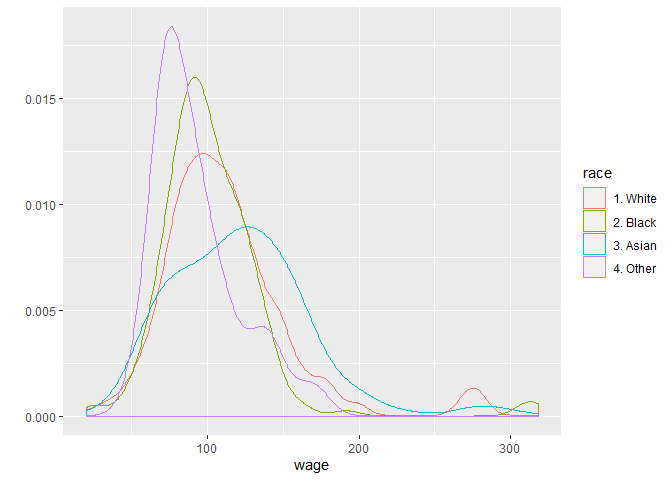 0.015
0.010
0.005
0.000
100
200
300
wage
race
1. White
2. Black
3. Asian
4. Other